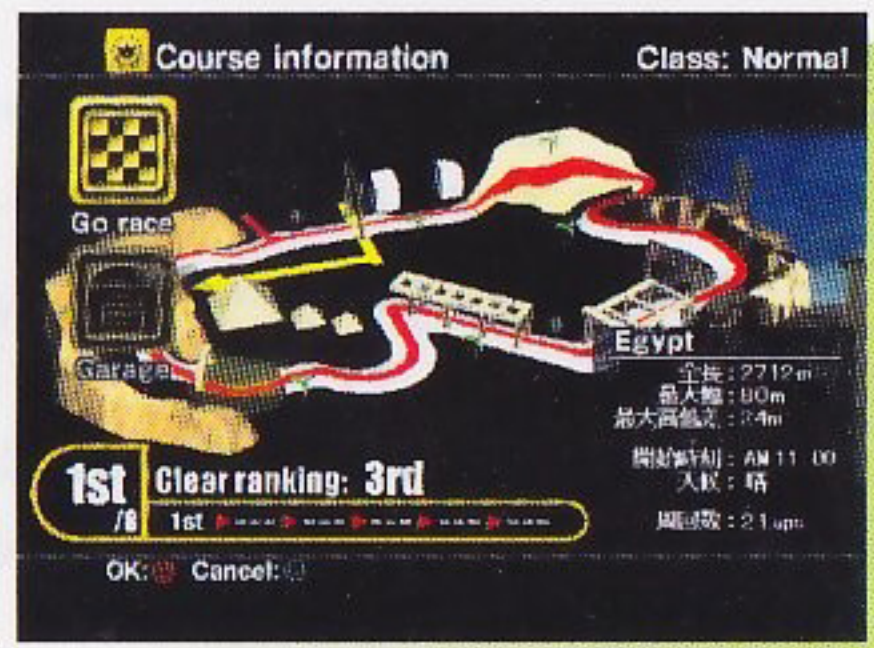 Course information
Class: Normal
Go race
Garage
Egypt
全長：2712m
最大幅：80m
最大高低差：24m
開始時刻：AM 11:00
天候：晴
周回数：2Laps
1st/8
Clear ranking: 3rd
1st
OK:
Cancel: